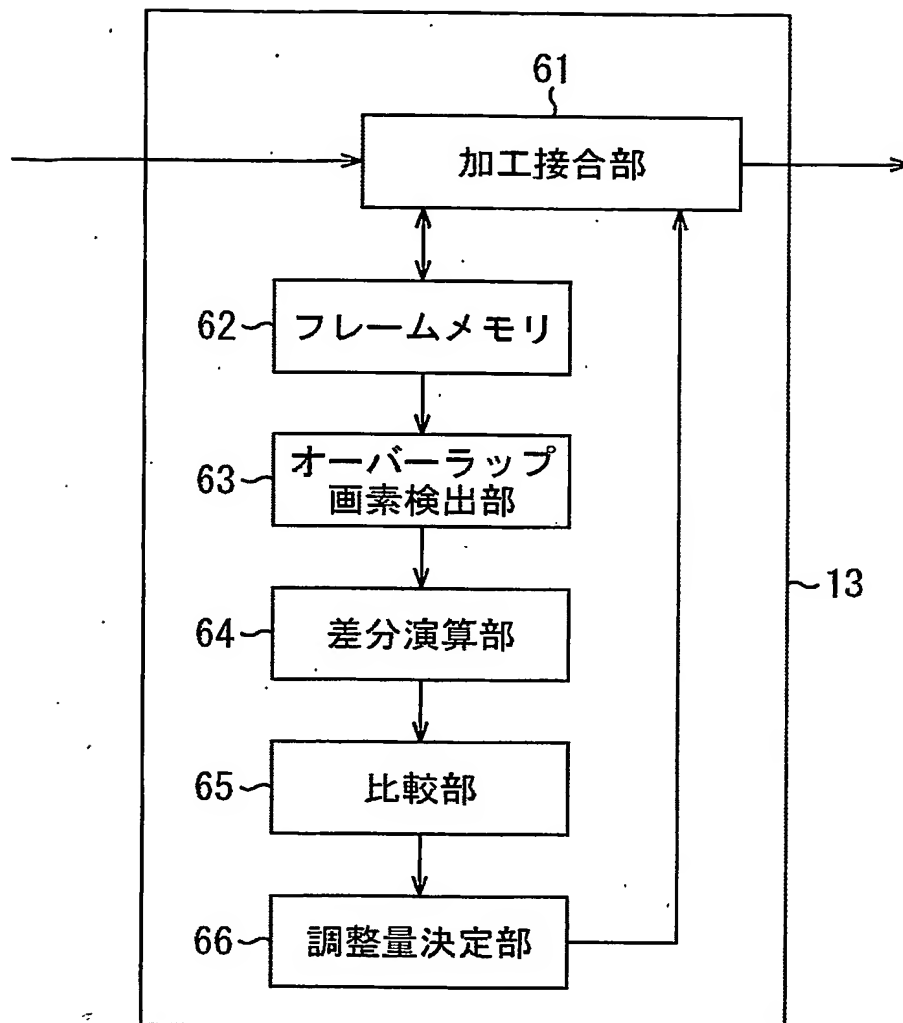 61
加工接合部
62
フレームメモリ
63
オーバーラップ
画素検出部
64
差分演算部
13
65
比較部
66
調整量決定部